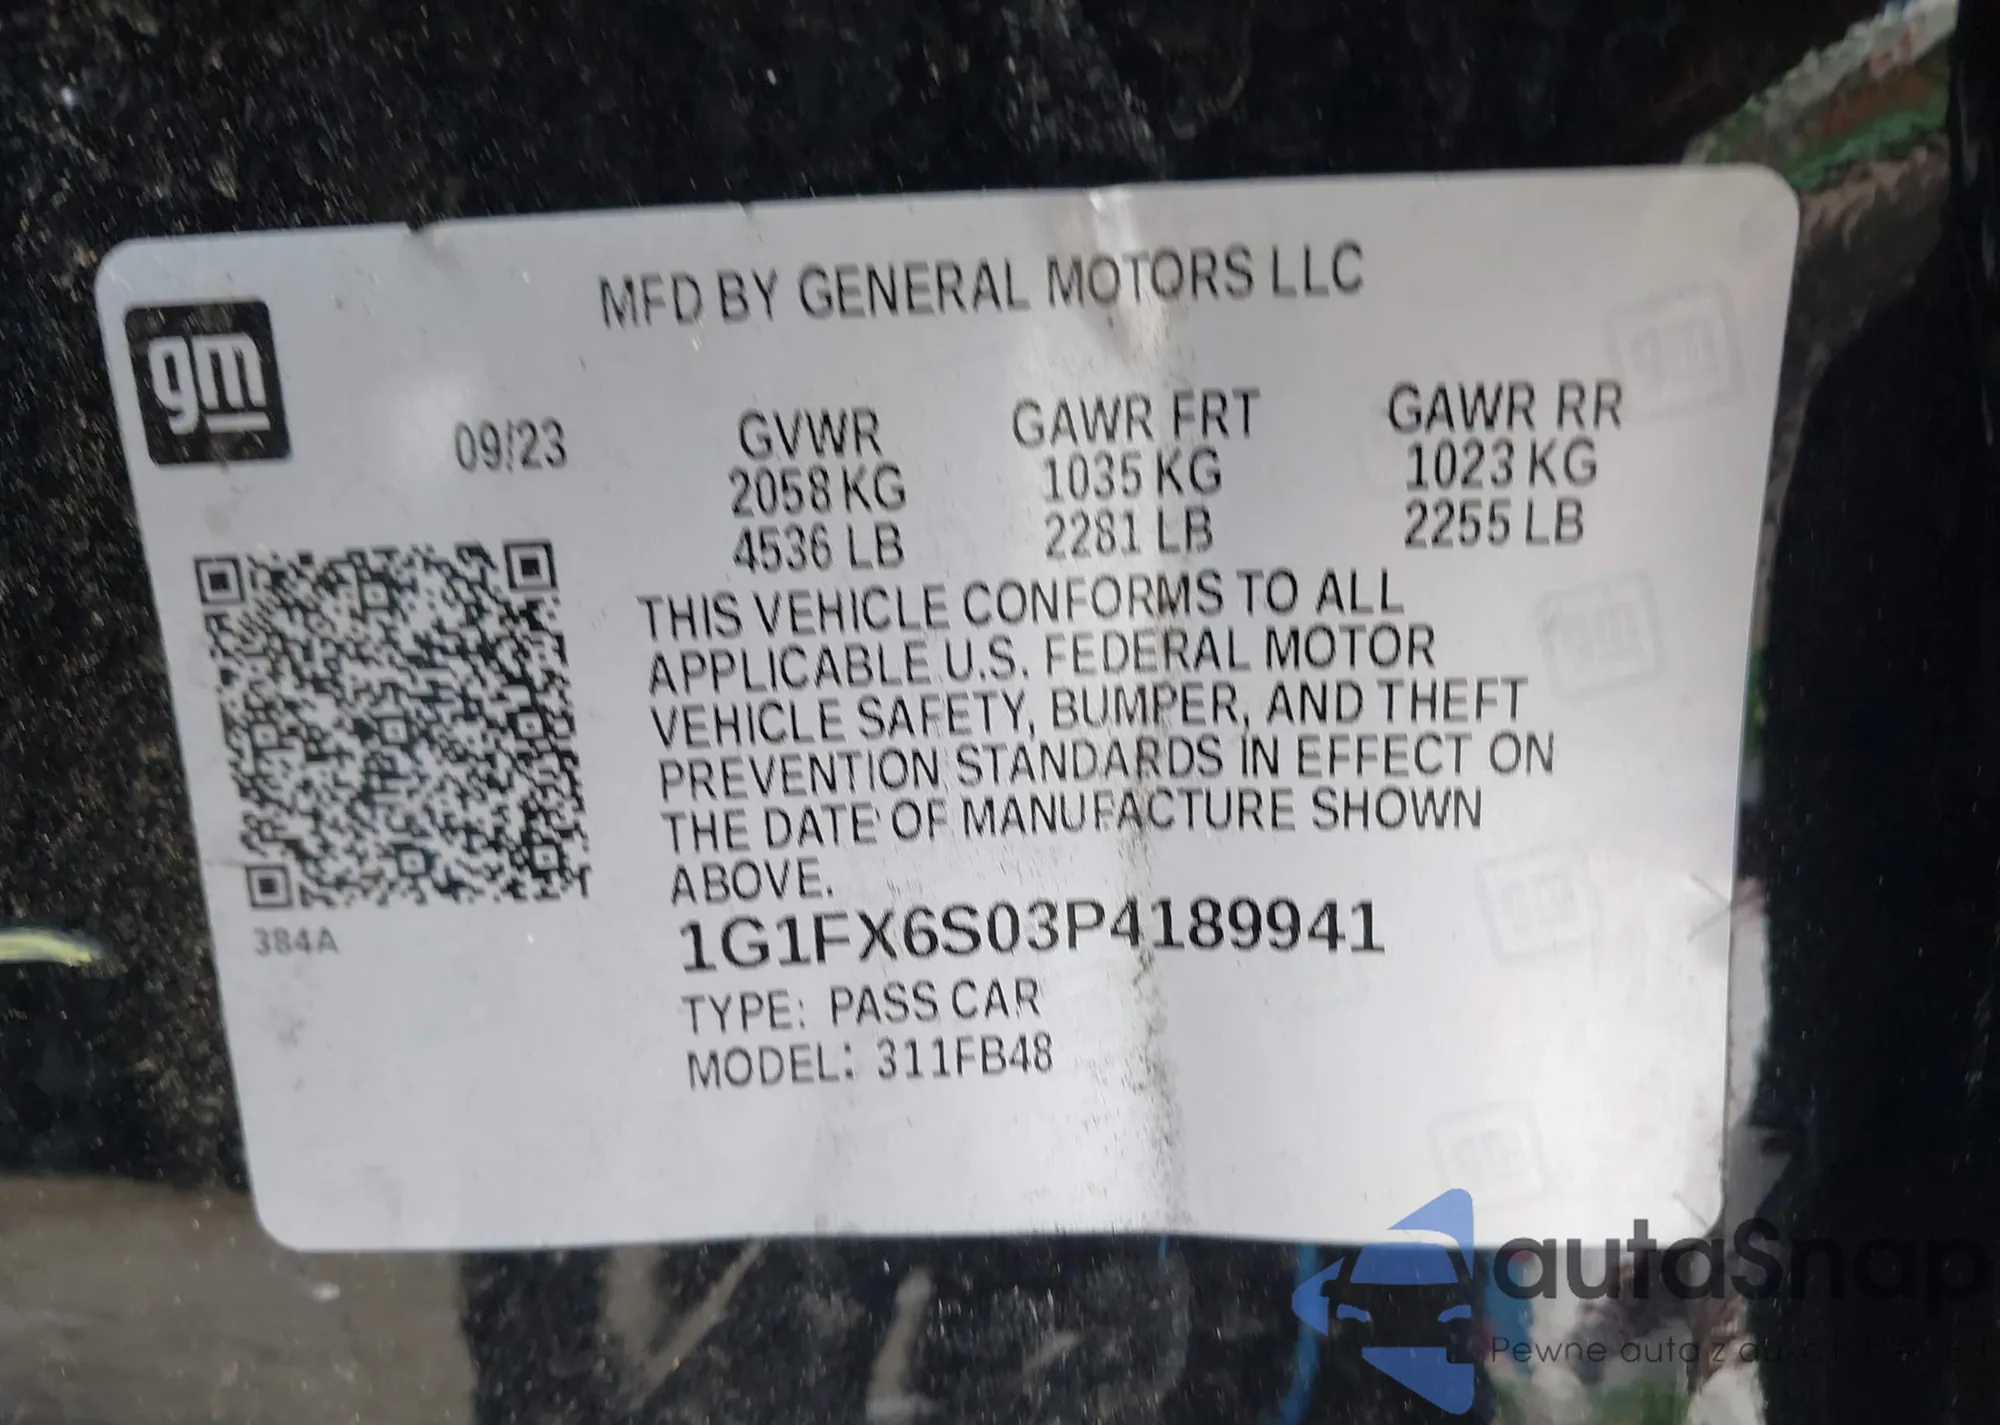 MFD BY GENERAL MOTORS LLC
gm
09/23
GVWR
2058 KG
4536 LB
GAWR FRT
1035 KG
2281 LB
GAWR RR
1023 KG
2255 LB
THIS VEHICLE CONFORMS TO ALL
APPLICABLE U.S. FEDERAL MOTOR
VEHICLE SAFETY, BUMPER, AND THEFT
PREVENTION STANDARDS IN EFFECT ON
THE DATE OF MANUFACTURE SHOWN
ABOVE.
384A
1G1FX6S03P4189941
TYPE: PASS CAR
MODEL: 311FB48
autaSnap
Pewne auta z